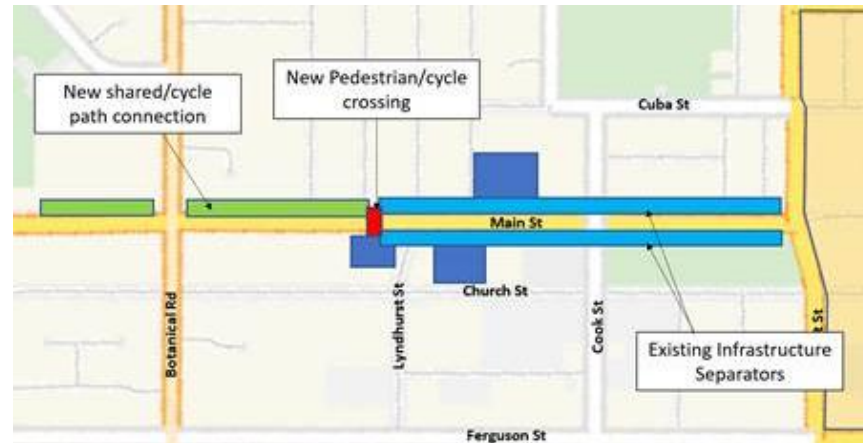 New shared/cycle
path connection
New Pedestrian/cycle
crossing
Cuba St
Main St
Botanical Rd
Lyndhurst St
Church St
Cook St
t St
Existing Infrastructure
Separators
Ferguson St